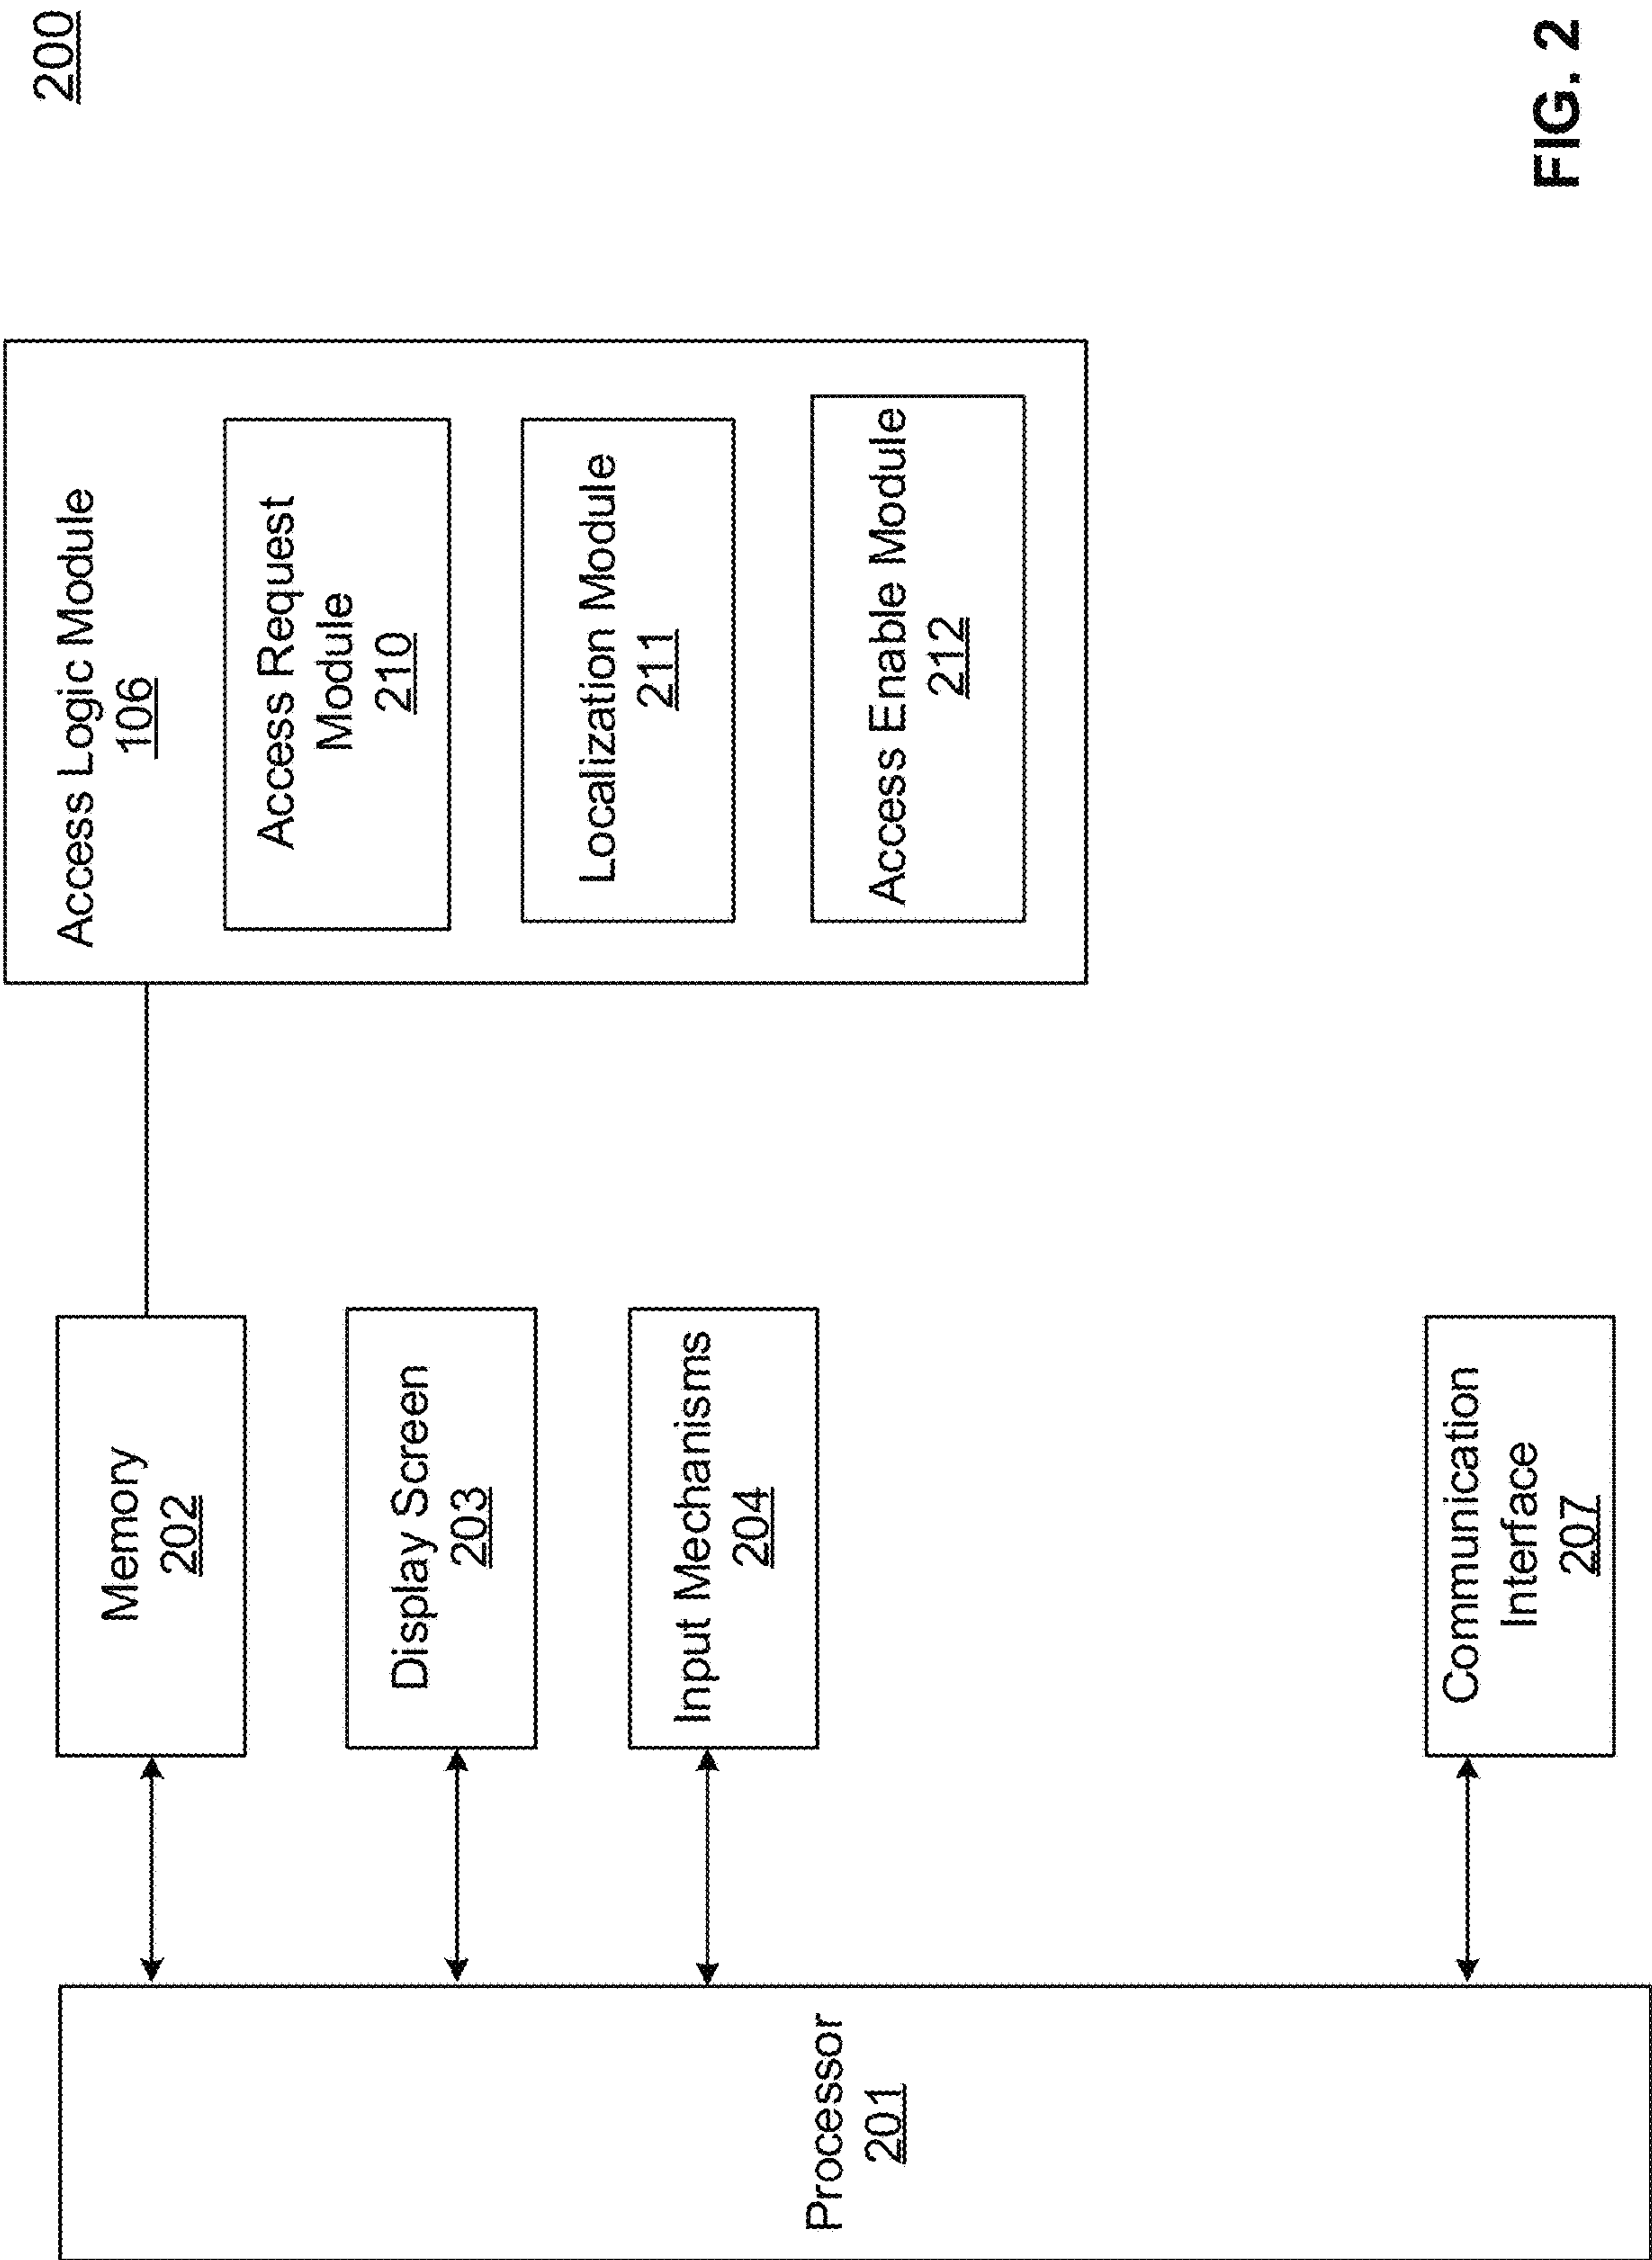 200
Processor
201
Memory
202
Display Screen
203
Input Mechanisms
204
Communication
Interface
207
Access Logic Module
106
Access Request
Module
210
Localization Module
211
Access Enable Module
212
FIG. 2